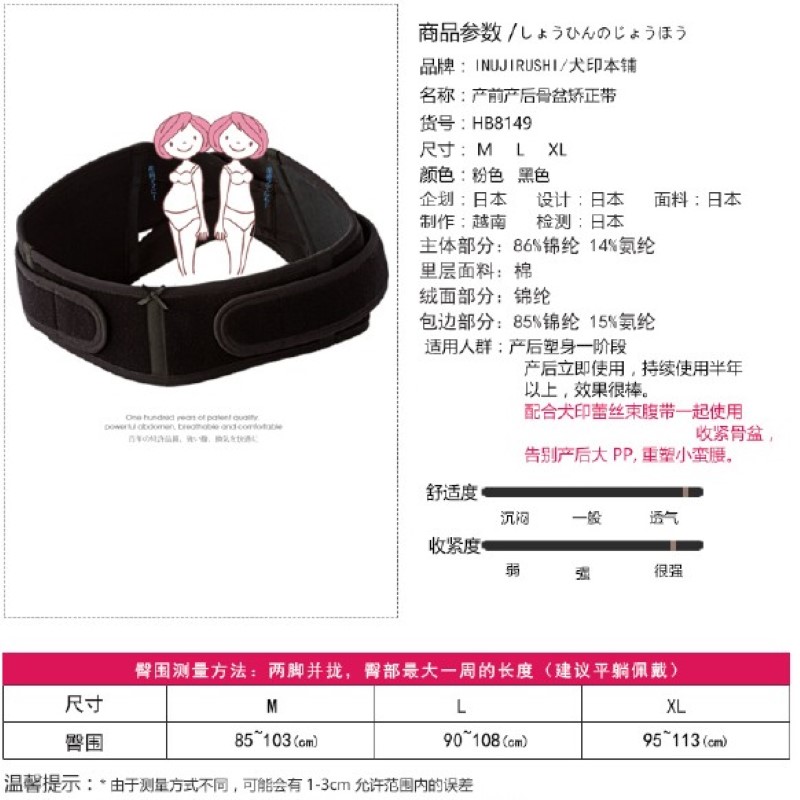 商品参数 /しょうひんのじょうほう
品牌：INUJIRUSHI/犬印本铺
名称：产前产后骨盆矫正带
货号：HB8149
尺寸： M L XL
颜色：粉色 黑色
企划：日本 设计：日本 面料：日本
制作：越南 检测：日本
主体部分：86%锦纶 14%氨纶
里层面料：棉
绒面部分：锦纶
包边部分：85%锦纶 15%氨纶
适用人群：产后塑身一阶段
产后立即使用，持续使用半年
以上，效果很棒。
配合犬印蕾丝束腹带一起使用
收紧骨盆，
告别产后大 PP, 重塑小蛮腰。
舒适度
沉闷 一般 透气
收紧度
弱 强 很强
One hundred years of patient quality:
powerful abdomen, breathable and comfortable
臀围测量方法：两脚并拢，臀部最大一周的长度（建议平躺佩戴）
尺寸 M L XL
臀围 85~103(cm) 90~108(cm) 95~113(cm)
温馨提示：* 由于测量方式不同，可能会有 1-3cm 允许范围内的误差